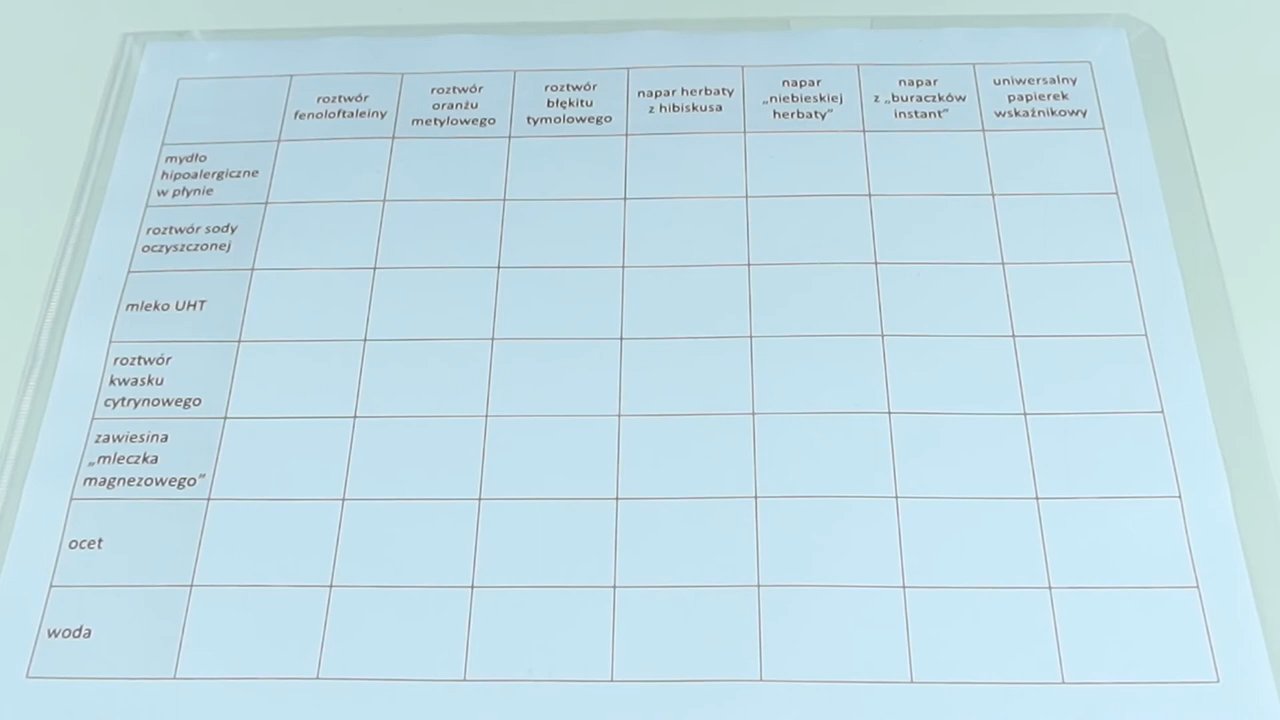 roztwór
fenoloftaleiny
roztwór
oranżu
metylowego
roztwór
błękitu
tymolowego
napar herbaty
z hibiskusa
napar
„niebieskiej
herbaty”
napar
z „buraczków
instant”
uniwersalny
papierek
wskaźnikowy
mydło
hipoalergiczne
w płynie
roztwór sody
oczyszczonej
mleko UHT
roztwór
kwasku
cytrynowego
zawiesina
„mleczka
magnezowego”
ocet
woda